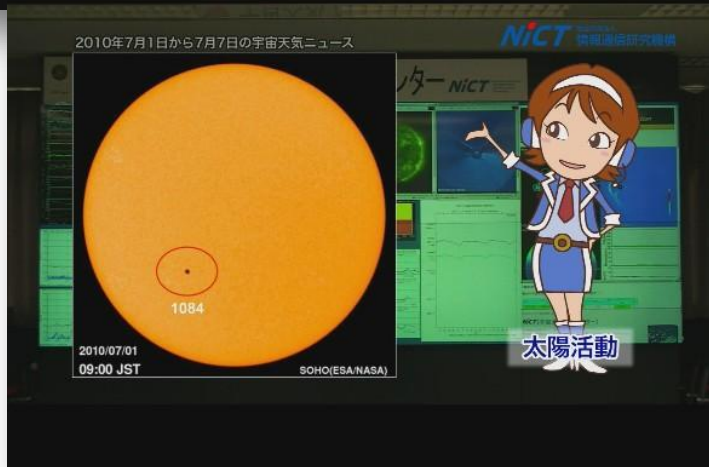 2010年7月1日から7月7日の宇宙天気ニュース
NiCT
情報通信研究機構
ンター NiCT
1084
2010/07/01
09:00 JST
SOHO(ESA/NASA)
太陽活動